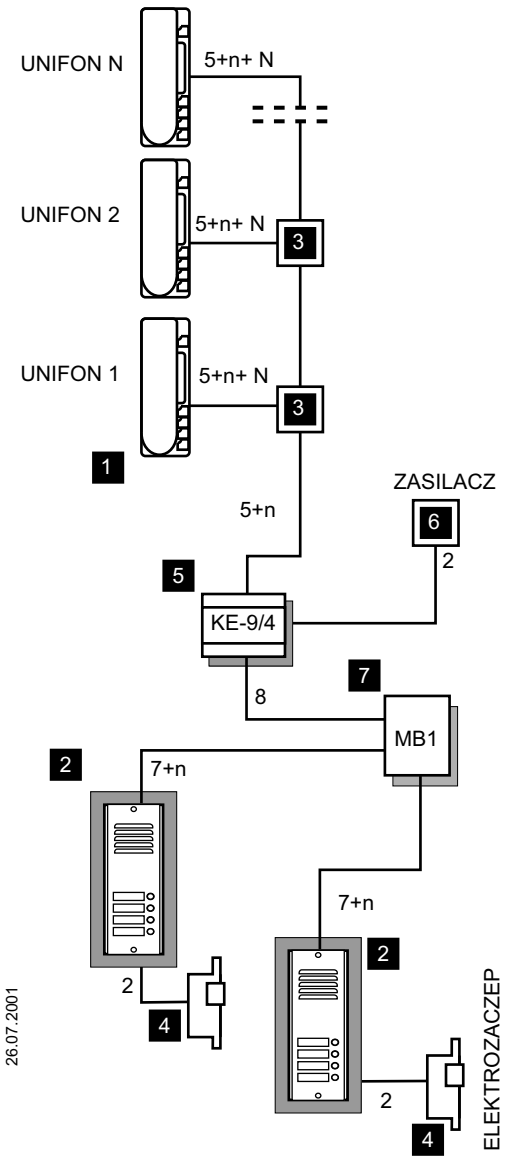 UNIFON N
5+n+ N
UNIFON 2
5+n+ N
3
UNIFON 1
5+n+ N
3
1
5+n
ZASILACZ
6
2
5
KE-9/4
8
7
MB1
2
7+n
7+n
2
2
4
26.07.2001
2
4
ELEKTROZACZEP